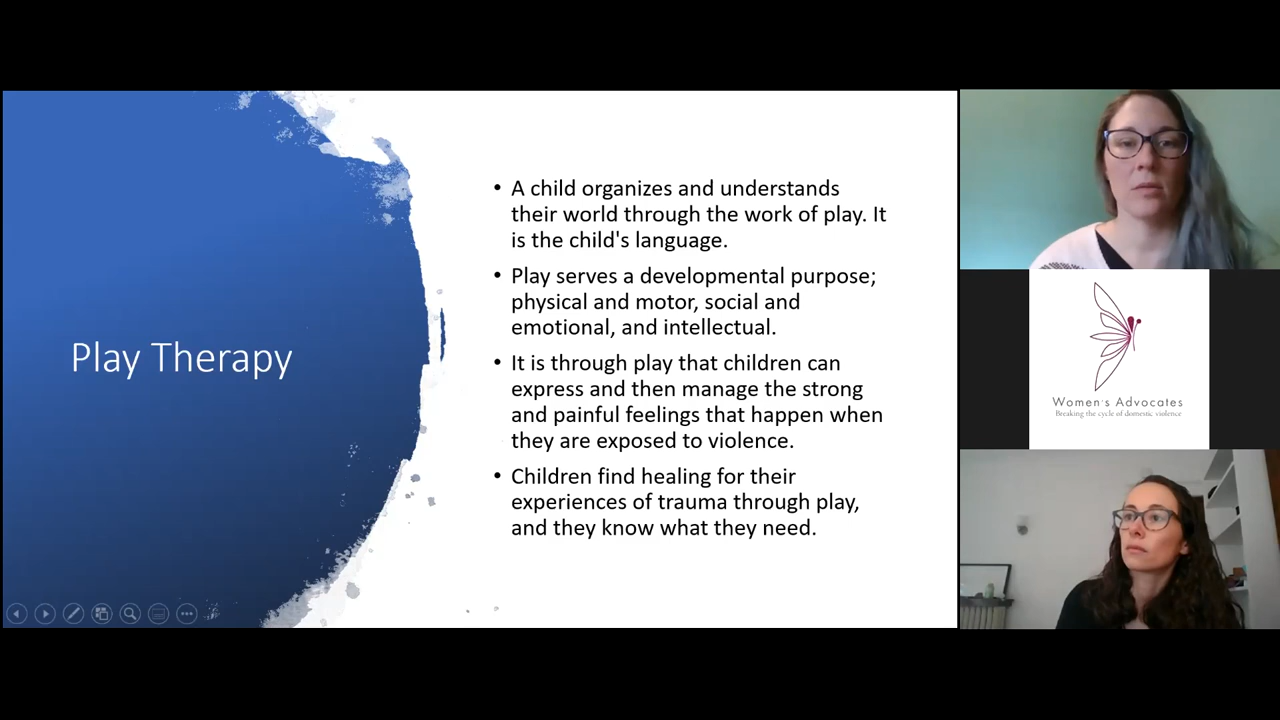 Play Therapy
• A child organizes and understands
their world through the work of play. It
is the child's language.
• Play serves a developmental purpose;
physical and motor, social and
emotional, and intellectual.
• It is through play that children can
express and then manage the strong
and painful feelings that happen when
they are exposed to violence.
• Children find healing for their
experiences of trauma through play,
and they know what they need.
Women's Advocates
Breaking the cycle of domestic violence